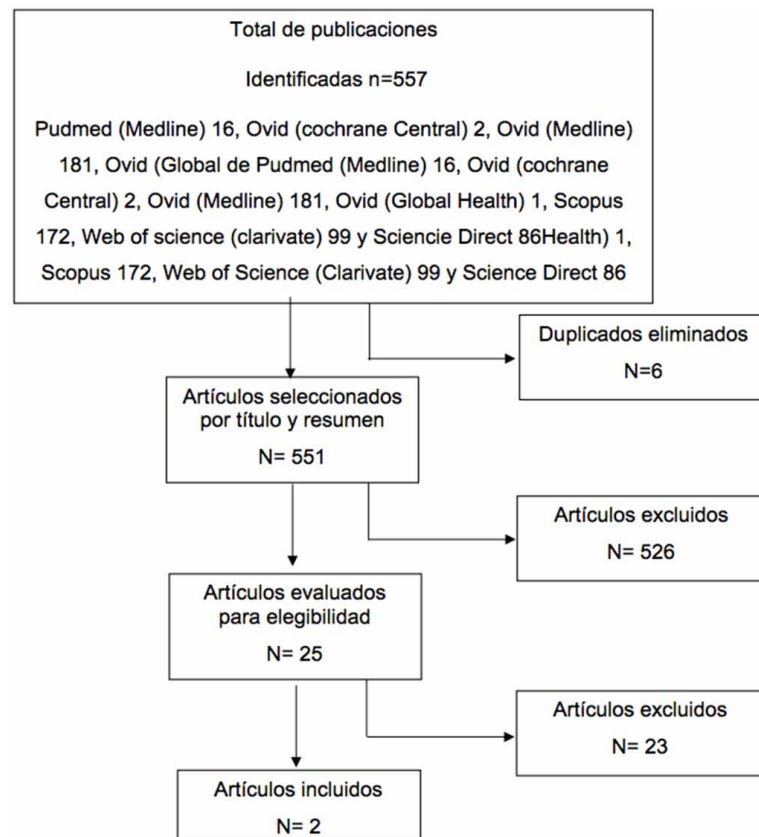 Total de publicaciones
Identificadas n=557
Pudmed (Medline) 16, Ovid (cochrane Central) 2, Ovid (Medline)
181, Ovid (Global de Pudmed (Medline) 16, Ovid (cochrane
Central) 2, Ovid (Medline) 181, Ovid (Global Health) 1, Scopus
172, Web of science (clarivate) 99 y Sciencie Direct 86Health) 1,
Scopus 172, Web of Science (Clarivate) 99 y Science Direct 86
Duplicados eliminados
N=6
Artículos seleccionados
por título y resumen
N= 551
Artículos excluidos
N= 526
Artículos evaluados
para elegibilidad
N= 25
Artículos excluidos
N= 23
Artículos incluidos
N= 2